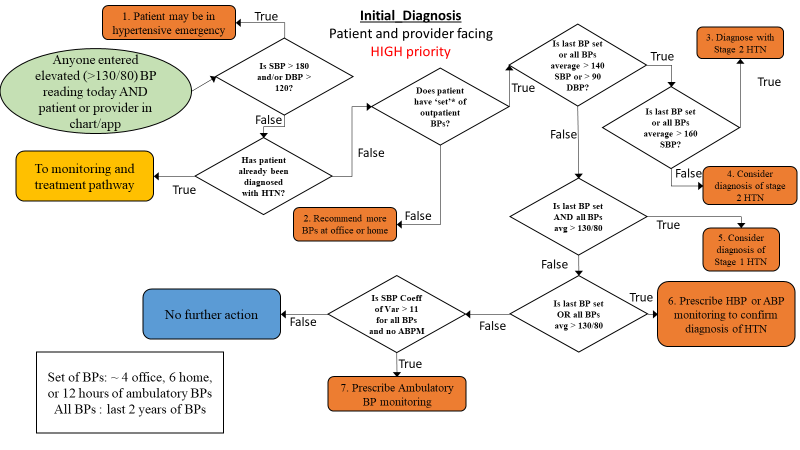 Initial_Diagnosis
Patient and provider facing
HIGH priority
1. Patient may be in
hypertensive emergency
True
Anyone entered
elevated (>130/80) BP
reading today AND
patient or provider in
chart/app
Is SBP > 180
and/or DBP >
120?
False
Has patient
already been
diagnosed
with HTN?
True
To monitoring and
treatment pathway
False
Does patient
have ‘set’* of
outpatient
BPs?
False
2. Recommend more
BPs at office or home
True
Is last BP set
or all BPs
average > 140
SBP or > 90
DBP?
True
Is last BP set
or all BPs
average > 160
SBP?
True
3. Diagnose with
Stage 2 HTN
False
4. Consider
diagnosis of stage
2 HTN
False
Is last BP set
AND all BPs
avg > 130/80
True
5. Consider
diagnosis of
Stage 1 HTN
False
Is last BP set
OR all BPs
avg > 130/80
True
6. Prescribe HBP or ABP
monitoring to confirm
diagnosis of HTN
False
Is SBP Coeff
of Var > 11
for all BPs
and no ABPM
False
No further action
True
7. Prescribe Ambulatory
BP monitoring
Set of BPs: ~ 4 office, 6 home,
or 12 hours of ambulatory BPs
All BPs : last 2 years of BPs